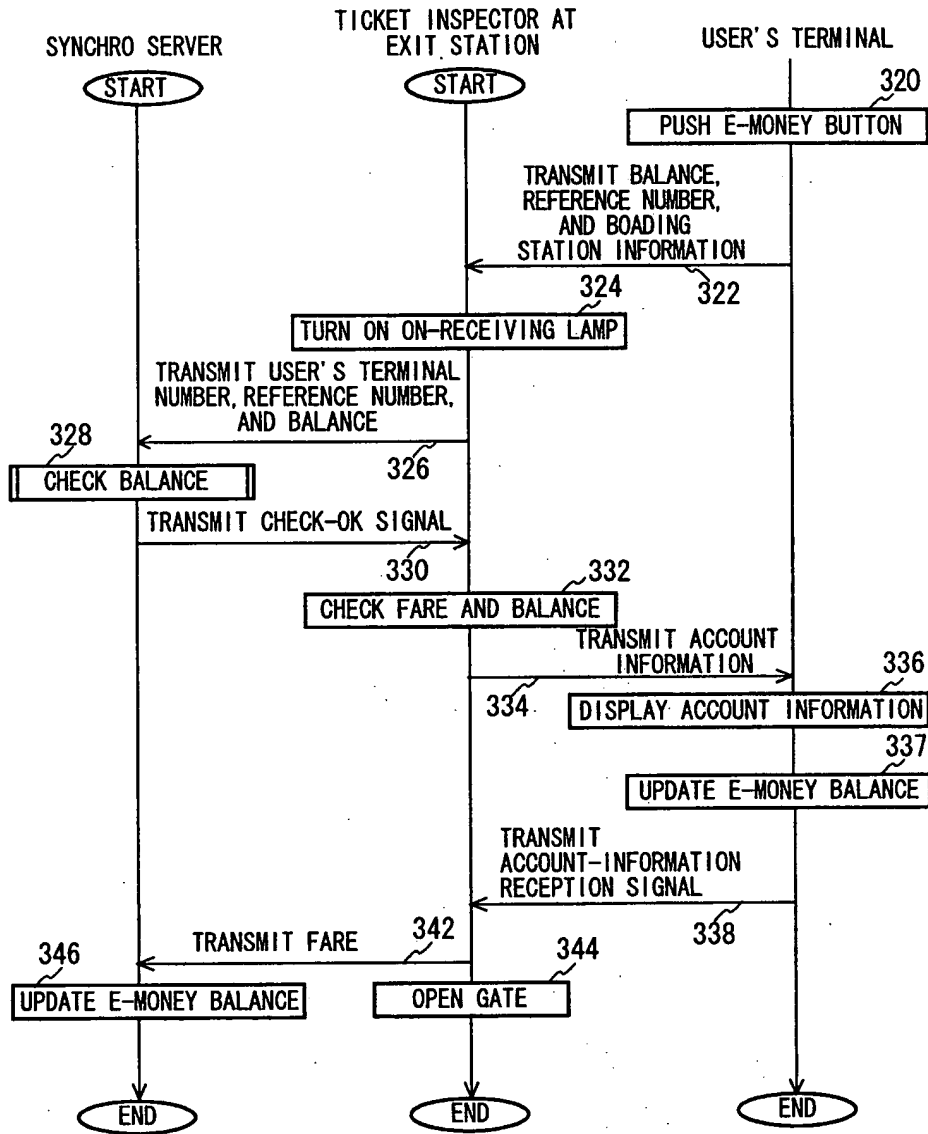 SYNCHRO SERVER
TICKET INSPECTOR AT
EXIT STATION
USER'S TERMINAL
START
START
320
PUSH E-MONEY BUTTON
TRANSMIT BALANCE,
REFERENCE NUMBER,
AND BOADING
STATION INFORMATION
322
324
TURN ON ON-RECEIVING LAMP
TRANSMIT USER'S TERMINAL
NUMBER, REFERENCE NUMBER,
AND BALANCE
326
328
CHECK BALANCE
TRANSMIT CHECK-OK SIGNAL
330
332
CHECK FARE AND BALANCE
TRANSMIT ACCOUNT
INFORMATION
334
336
DISPLAY ACCOUNT INFORMATION
337
UPDATE E-MONEY BALANCE
TRANSMIT
ACCOUNT-INFORMATION
RECEPTION SIGNAL
338
TRANSMIT FARE
342
344
346
UPDATE E-MONEY BALANCE
OPEN GATE
END
END
END